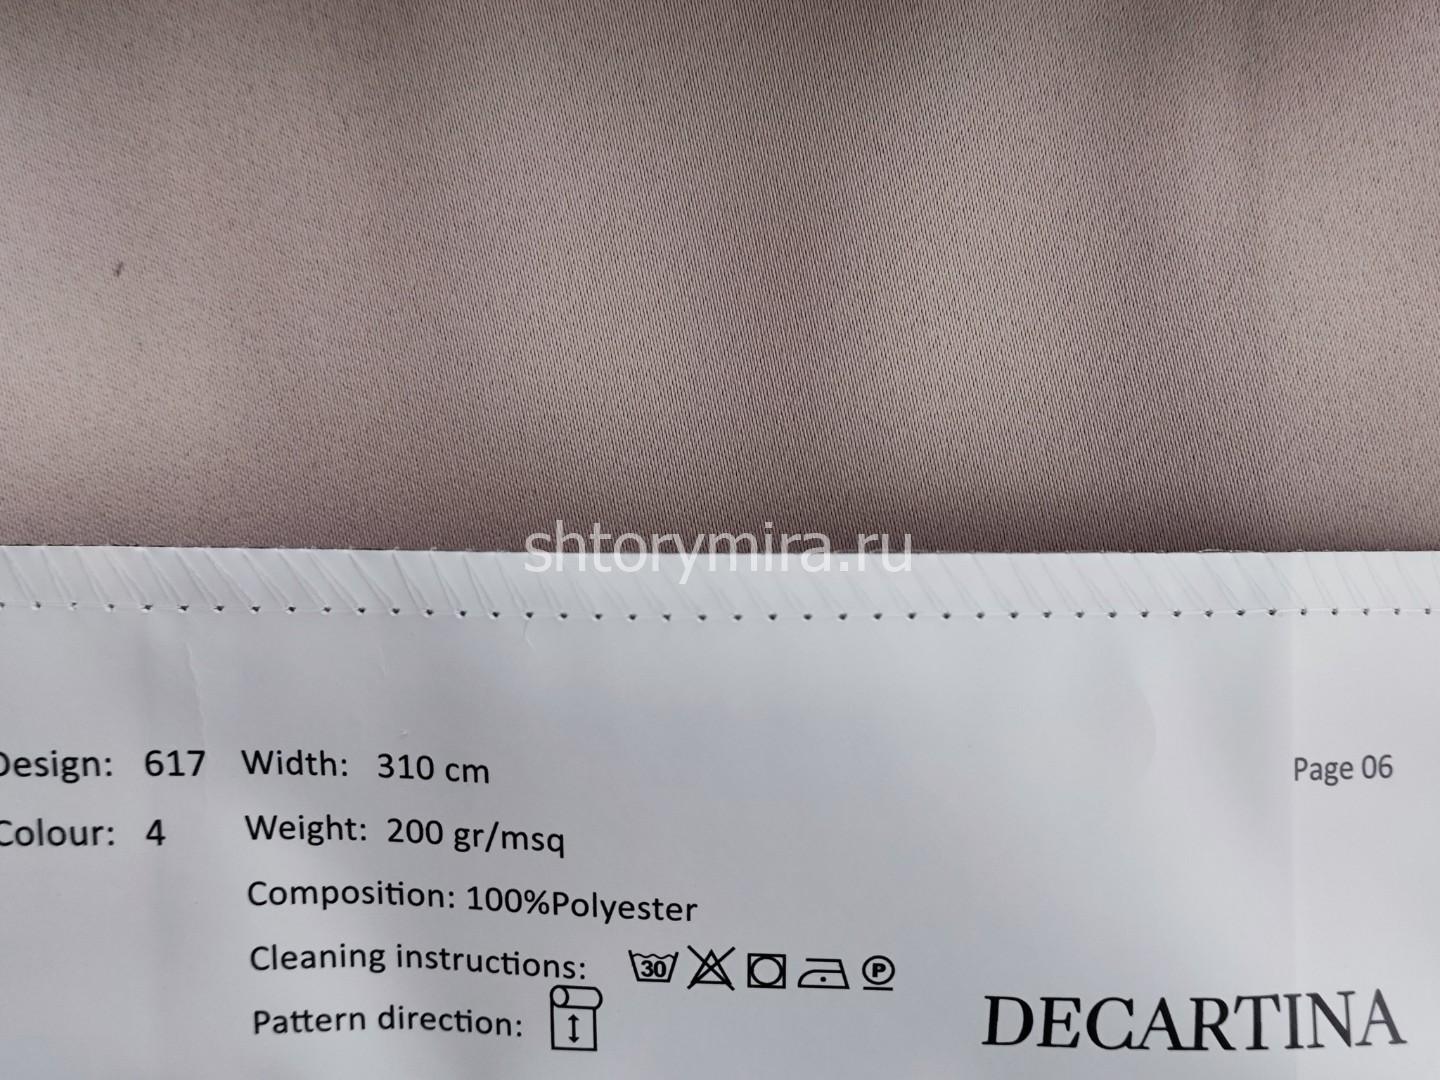 shtorymira.ru
Design: 617 Width: 310 cm Page 06
Colour: 4 Weight: 200 gr/msq
Composition: 100%Polyester
Cleaning instructions: 30 P
Pattern direction:
DECARTINA